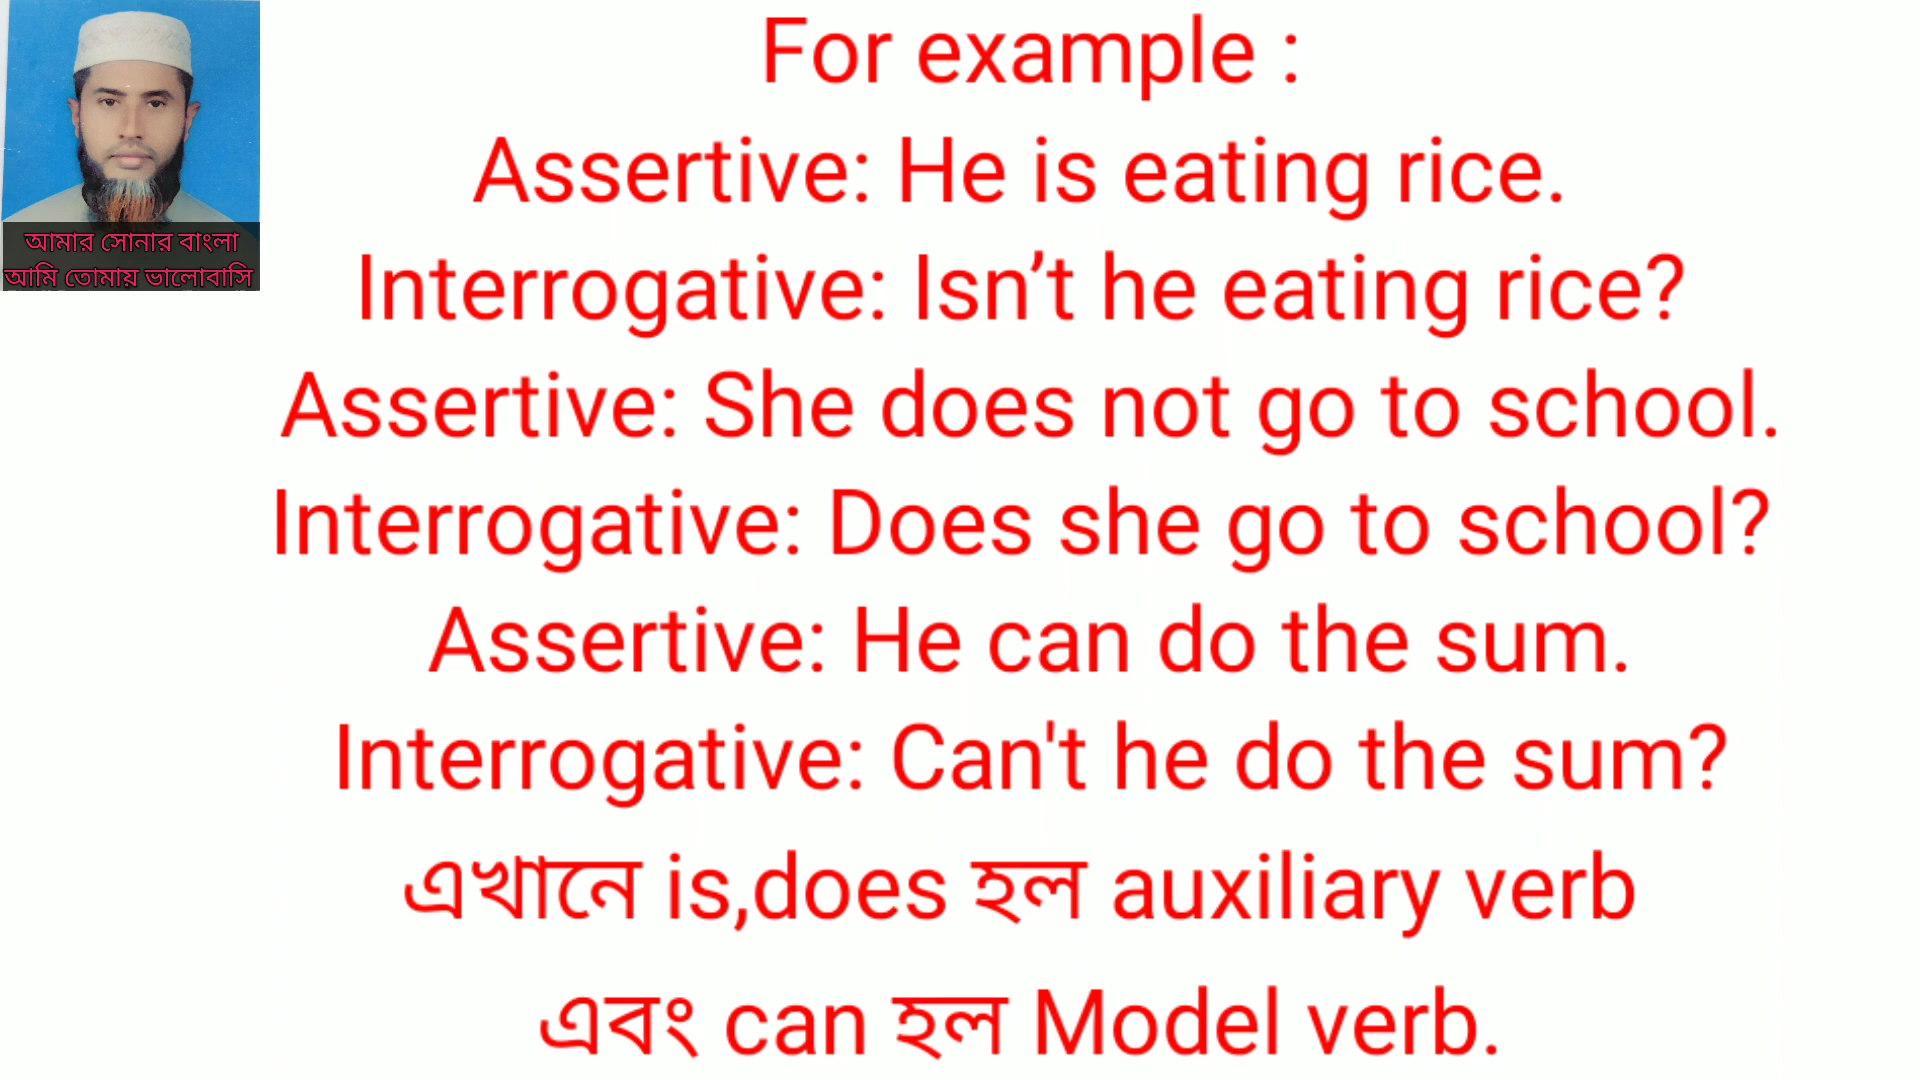 For example :
Assertive: He is eating rice.
Interrogative: Isn’t he eating rice?
Assertive: She does not go to school.
Interrogative: Does she go to school?
Assertive: He can do the sum.
Interrogative: Can't he do the sum?
এখানে is,does হল auxiliary verb
এবং can হল Model verb.
আমার সোনার বাংলা
আমি তোমায় ভালোবাসি